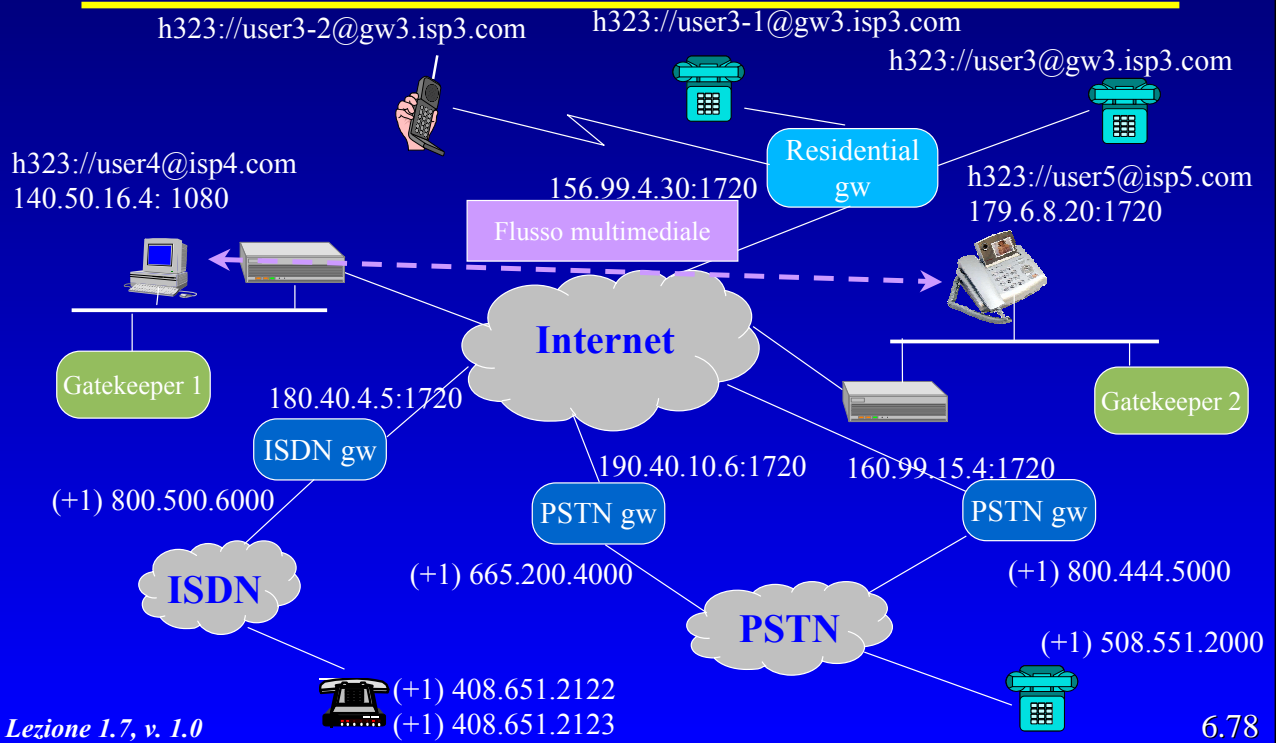 h323://user3-2@gw3.isp3.com
h323://user3-1@gw3.isp3.com
h323://user3@gw3.isp3.com
h323://user4@isp4.com
140.50.16.4: 1080
156.99.4.30:1720
Residential
gw
h323://user5@isp5.com
179.6.8.20:1720
Flusso multimediale
Internet
Gatekeeper 1
Gatekeeper 2
180.40.4.5:1720
ISDN gw
190.40.10.6:1720
160.99.15.4:1720
(+1) 800.500.6000
PSTN gw
PSTN gw
ISDN
(+1) 665.200.4000
(+1) 800.444.5000
PSTN
(+1) 508.551.2000
(+1) 408.651.2122
(+1) 408.651.2123
Lezione 1.7, v. 1.0
6.78